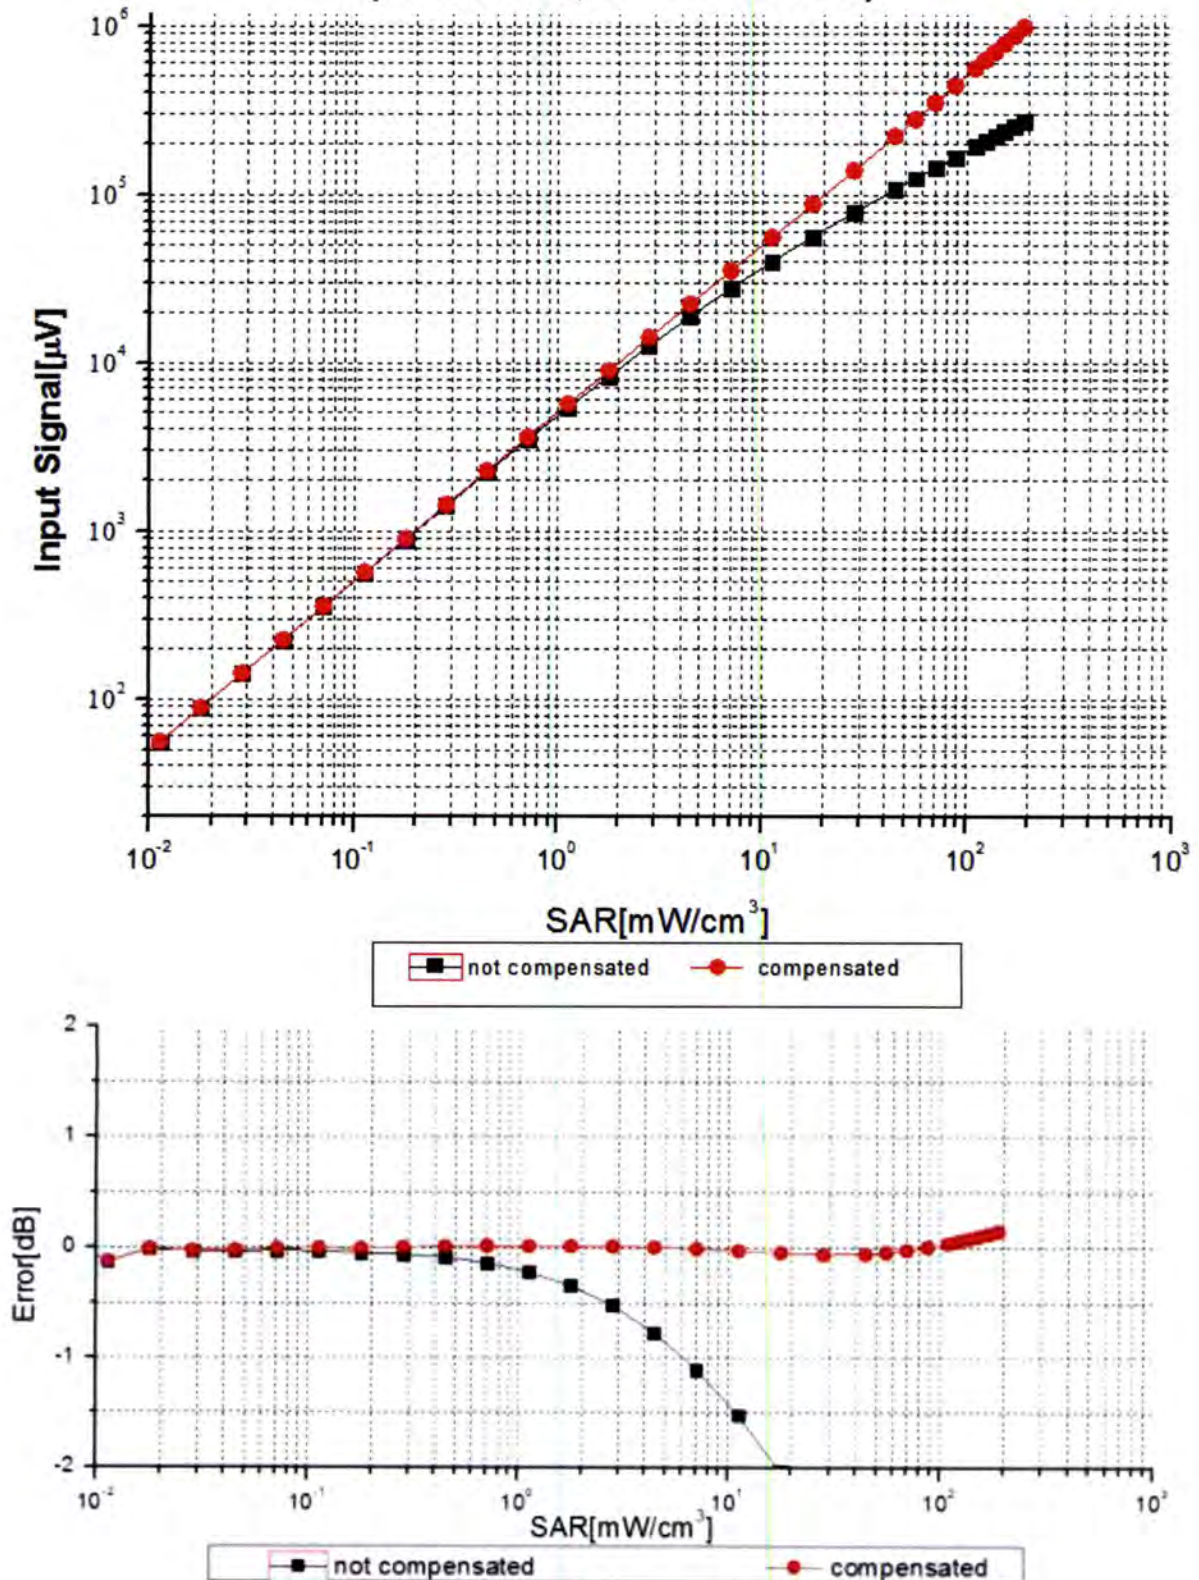 10⁶
10⁵
10⁴
10³
10²
Input Signal[µV]
10⁻² 10⁻¹ 10⁰ 10¹ 10² 10³
SAR[mW/cm³]
not compensated compensated
2
1
0
-1
-2
Error[dB]
10⁻² 10⁻¹ 10⁰ 10¹ 10²
SAR[mW/cm³]
not compensated compensated